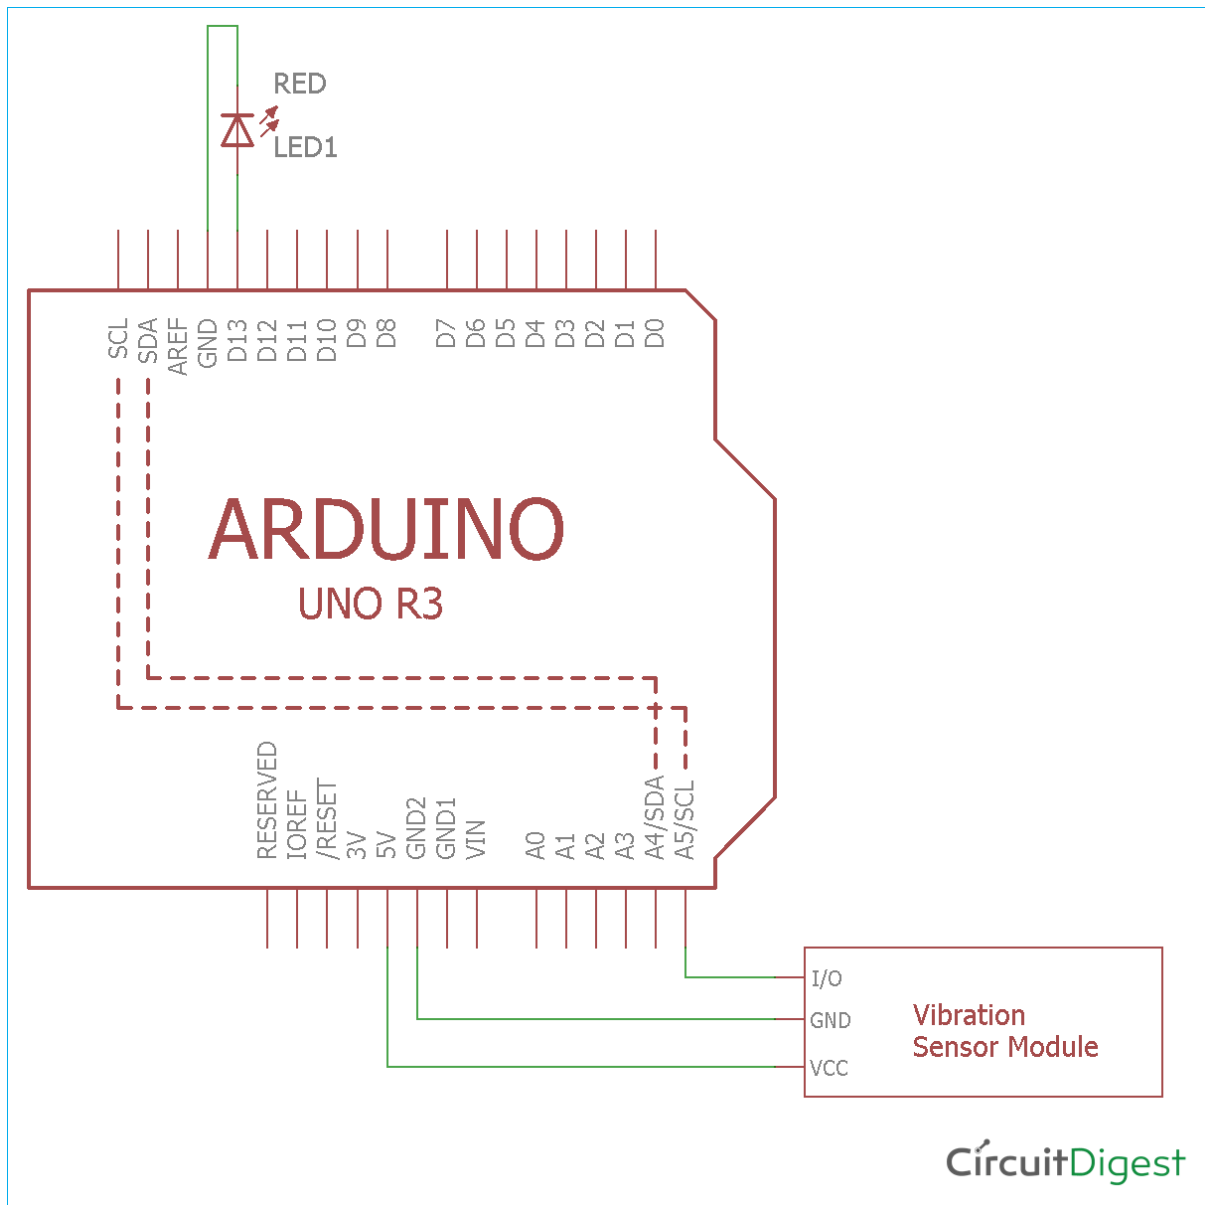 RED
LED1
SCL
SDA
AREF
GND
D13
D12
D11
D10
D9
D8
D7
D6
D5
D4
D3
D2
D1
D0
ARDUINO
UNO R3
RESERVED
IOREF
/RESET
3V
5V
GND2
GND1
VIN
A0
A1
A2
A3
A4/SDA
A5/SCL
I/O
GND
VCC
Vibration
Sensor Module
CircuitDigest